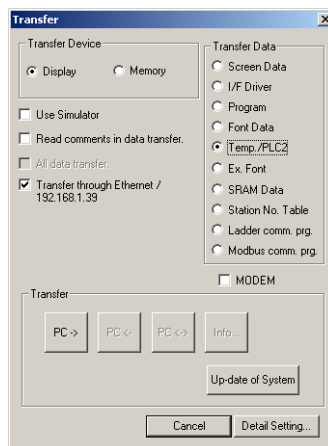 Transfer
Transfer Device
Display
Memory
Use Simulator
Read comments in data transfer.
All data transfer.
Transfer through Ethernet /
192.168.1.39
Transfer Data
Screen Data
I/F Driver
Program
Font Data
Temp./PLC2
Ex. Font
SRAM Data
Station No. Table
Ladder comm. prg.
Modbus comm. prg.
MODEM
Transfer
PC ->
PC <-
PC <->
Info...
Up-date of System
Cancel
Detail Setting...